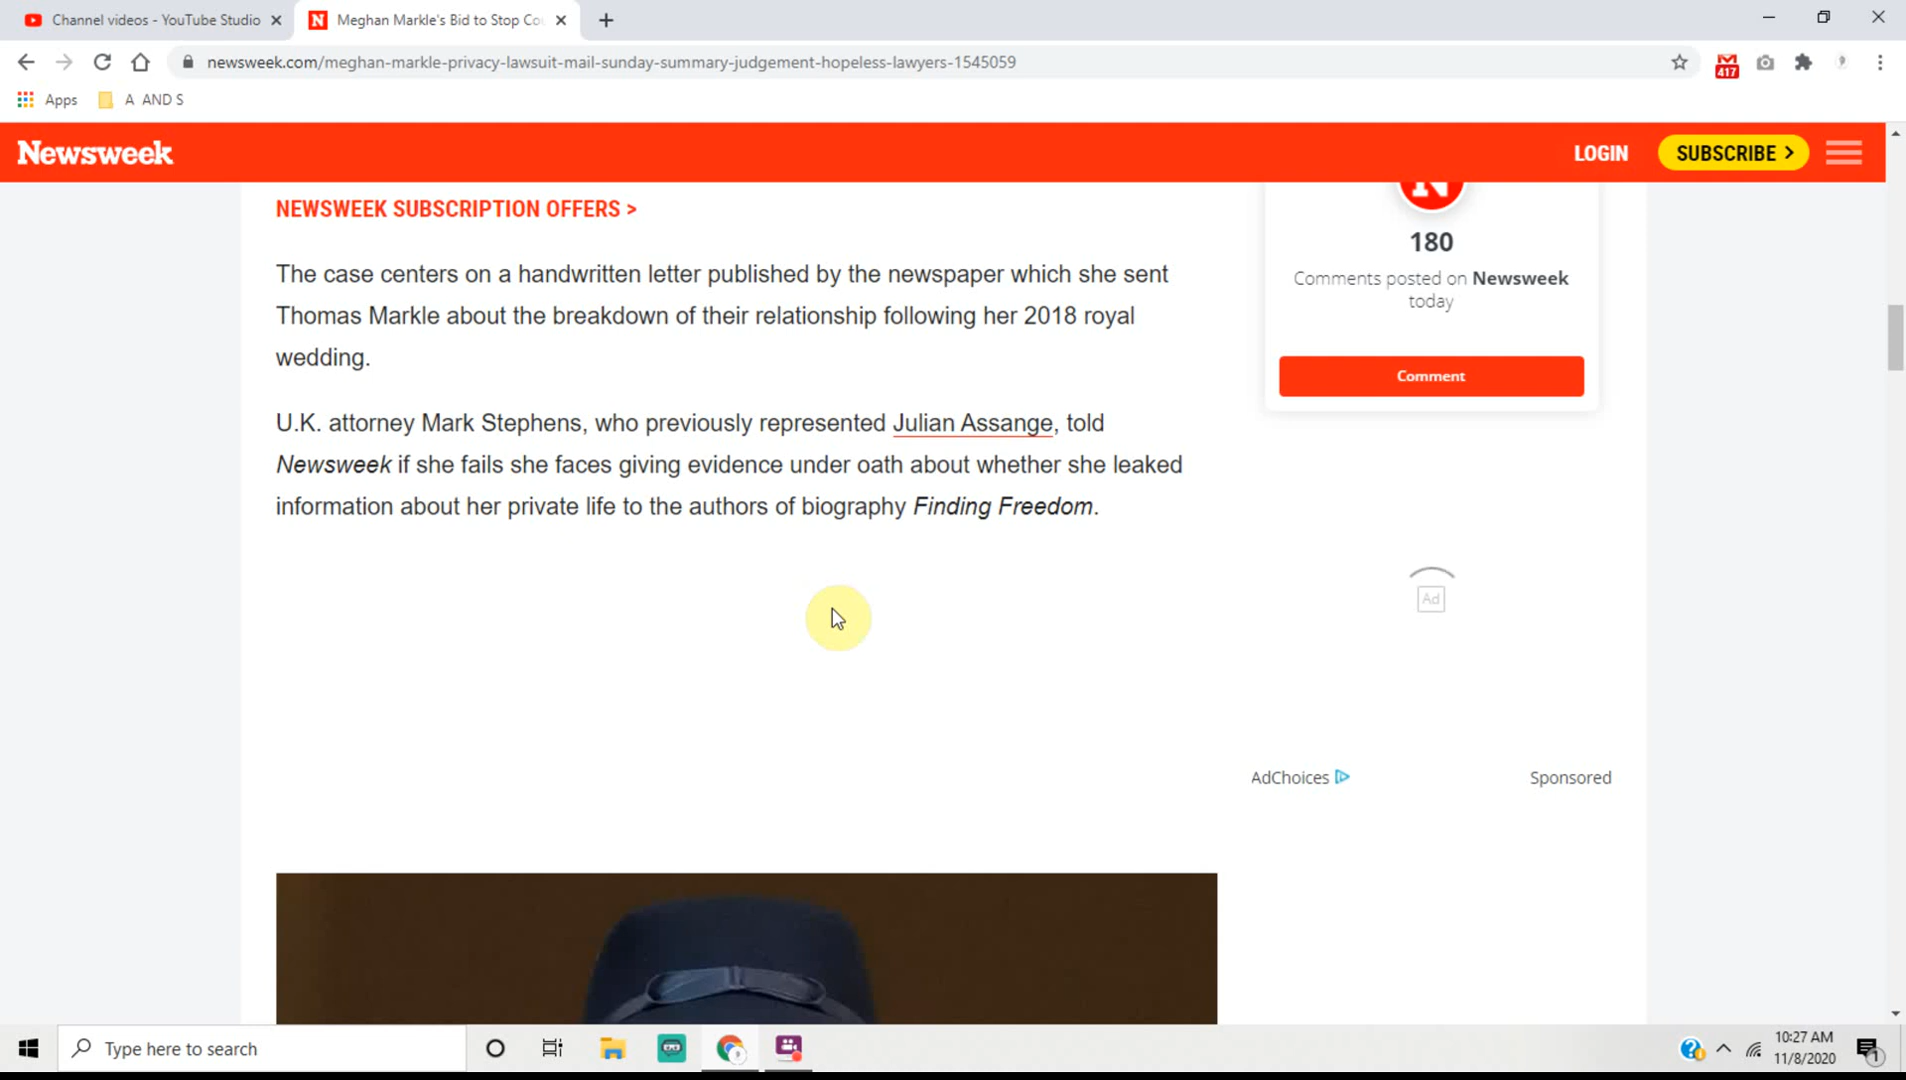 Channel videos - YouTube Studio
Meghan Markle's Bid to Stop Co
newsweek.com/meghan-markle-privacy-lawsuit-mail-sunday-summary-judgement-hopeless-lawyers-1545059
417
Apps
A AND S
Newsweek
LOGIN
SUBSCRIBE >
NEWSWEEK SUBSCRIPTION OFFERS >
The case centers on a handwritten letter published by the newspaper which she sent
Thomas Markle about the breakdown of their relationship following her 2018 royal
wedding.
U.K. attorney Mark Stephens, who previously represented Julian Assange, told
Newsweek if she fails she faces giving evidence under oath about whether she leaked
information about her private life to the authors of biography Finding Freedom.
N
180
Comments posted on Newsweek
today
Comment
Ad
AdChoices
Sponsored
Type here to search
10:27 AM
11/8/2020
1